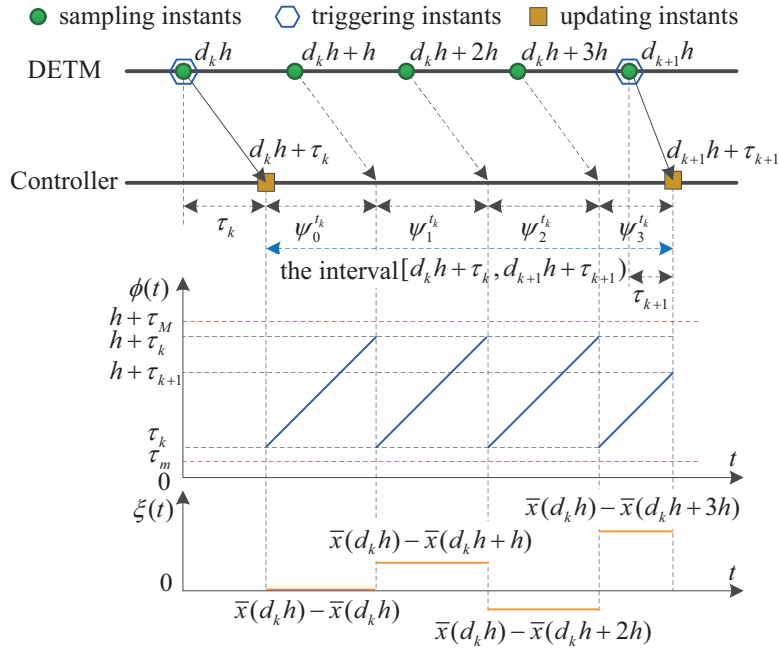 sampling instants triggering instants updating instants
DETM d_k h d_k h + h d_k h + 2h d_k h + 3h d_{k+1} h
d_k h + τ_k d_{k+1} h + τ_{k+1}
Controller
τ_k ψ_0^{t_k} ψ_1^{t_k} ψ_2^{t_k} ψ_3^{t_k}
the interval [d_k h + τ_k, d_{k+1} h + τ_{k+1})
τ_{k+1}
ϕ(t)
h + τ_M
h + τ_k
h + τ_{k+1}
τ_k
τ_m
0 t
ξ(t)
x̅(d_k h) − x̅(d_k h + 3h)
x̅(d_k h) − x̅(d_k h + h)
0 t
x̅(d_k h) − x̅(d_k h)
x̅(d_k h) − x̅(d_k h + 2h)